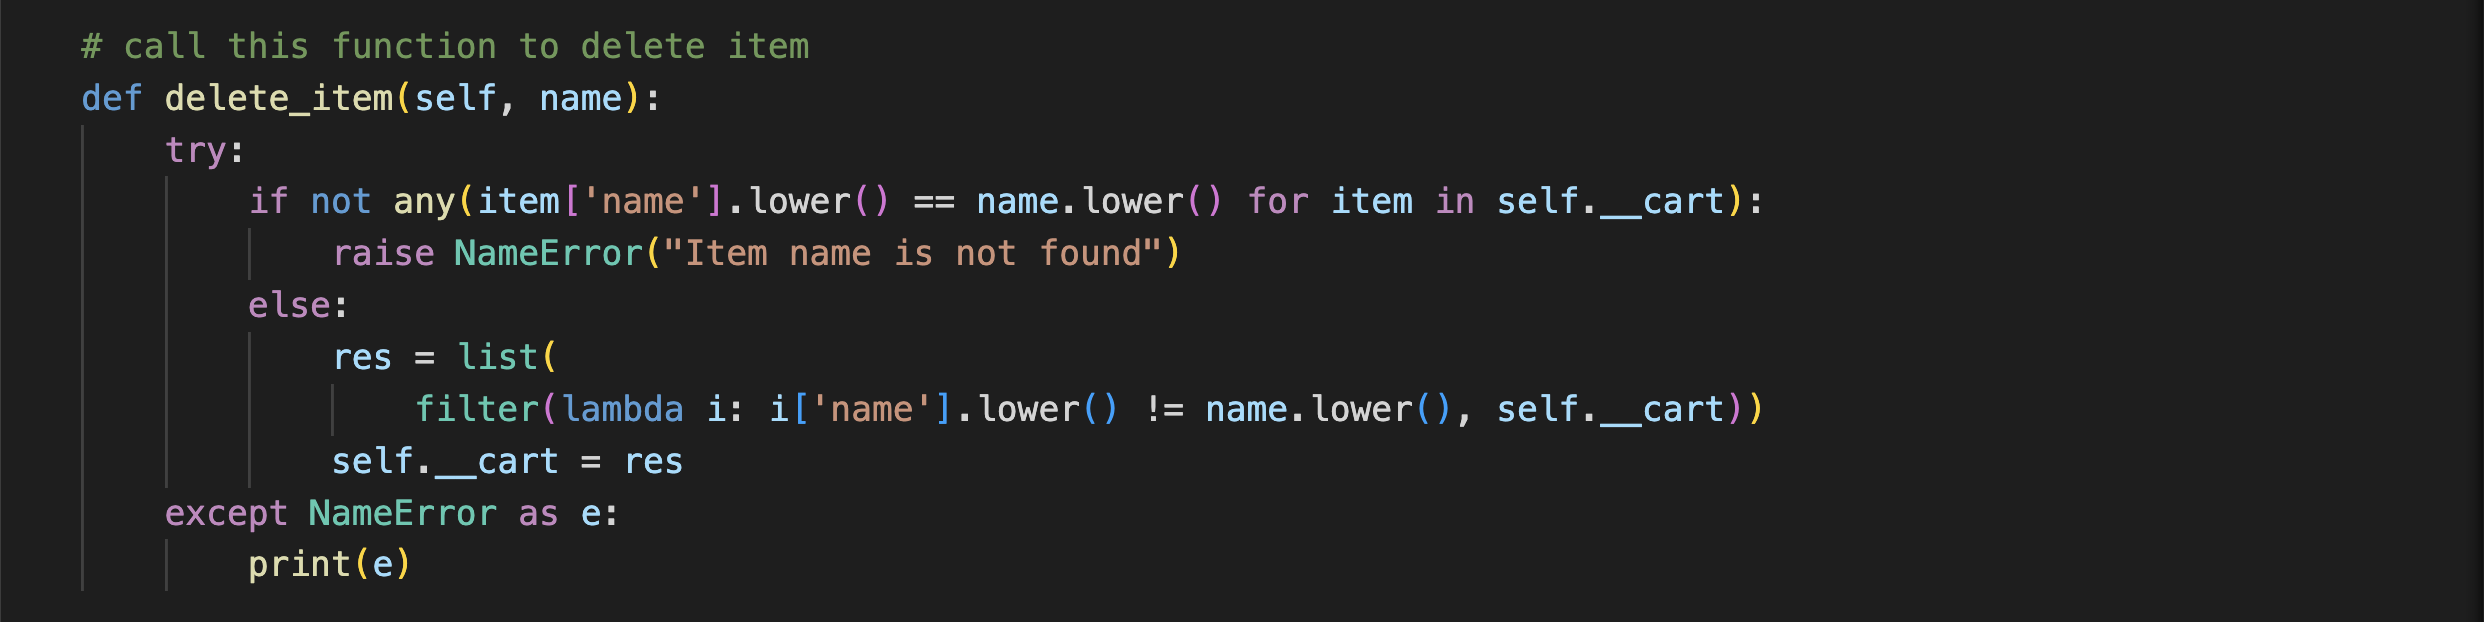 # call this function to delete item
def delete_item(self, name):
    try:
        if not any(item['name'].lower() == name.lower() for item in self.__cart):
            raise NameError("Item name is not found")
        else:
            res = list(
                filter(lambda i: i['name'].lower() != name.lower(), self.__cart))
            self.__cart = res
    except NameError as e:
        print(e)